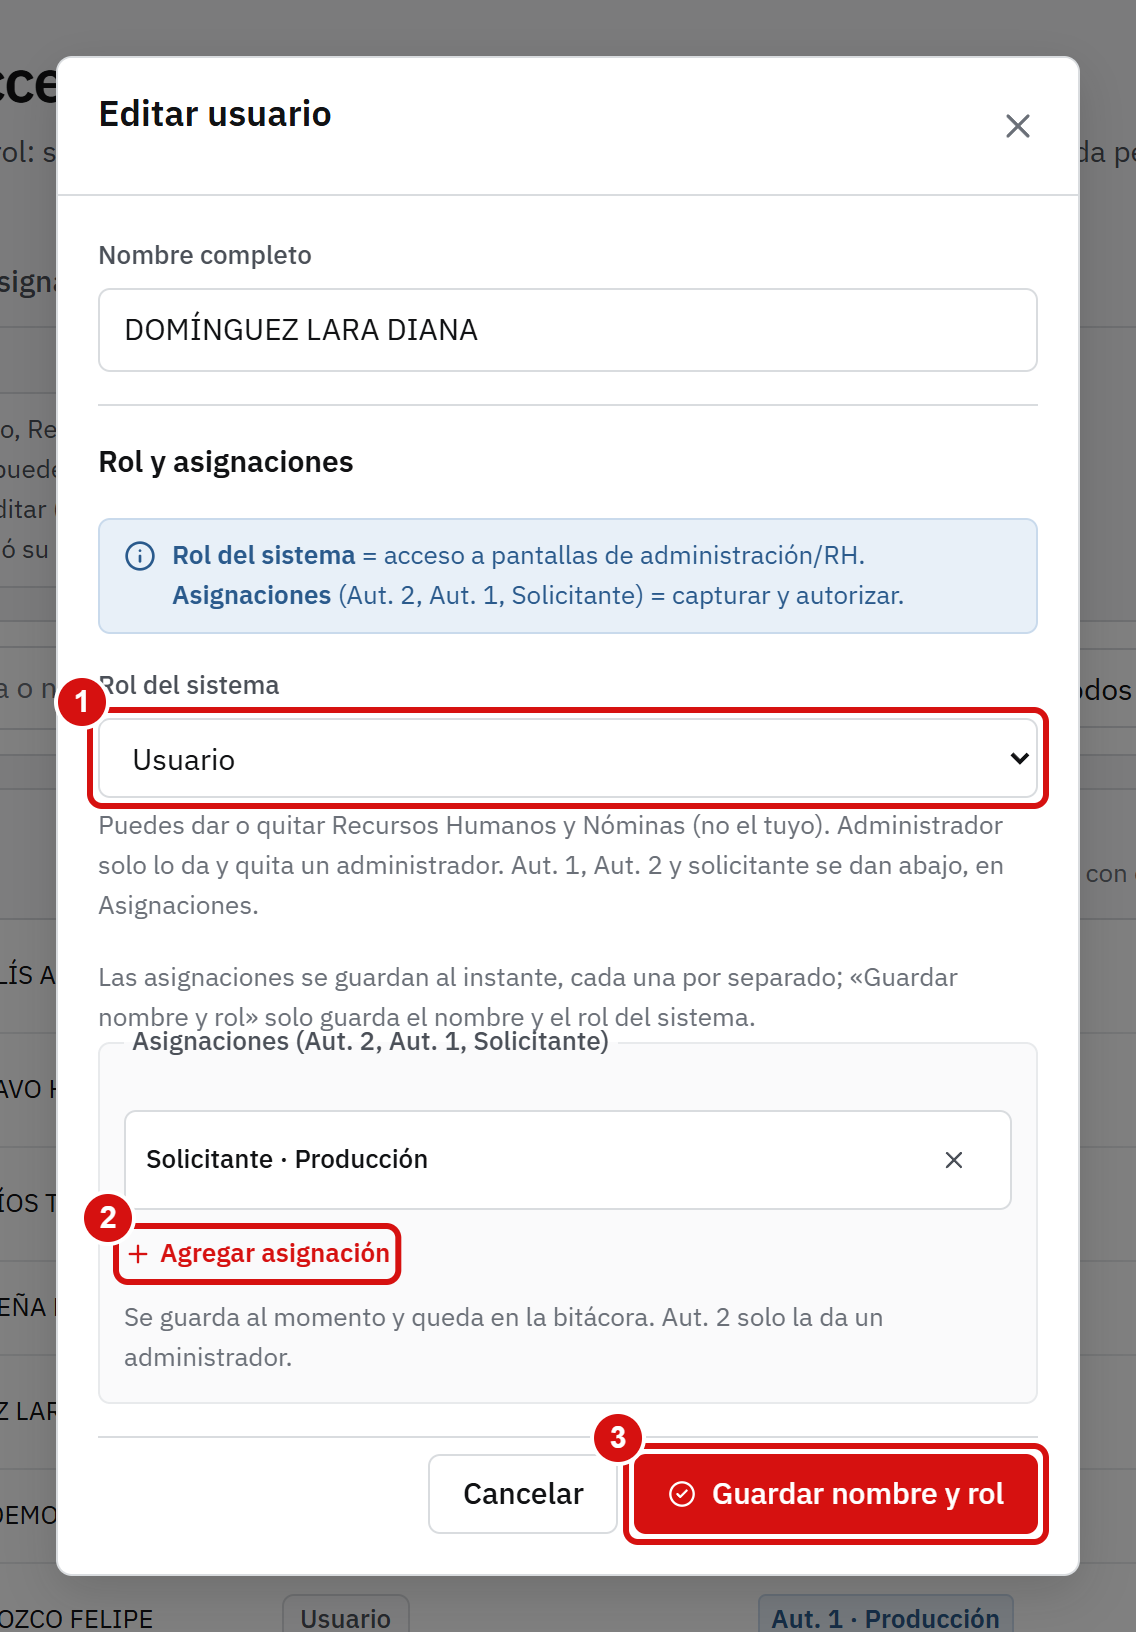 Editar usuario
Nombre completo
DOMÍNGUEZ LARA DIANA
Rol y asignaciones
Rol del sistema = acceso a pantallas de administración/RH.
Asignaciones (Aut. 2, Aut. 1, Solicitante) = capturar y autorizar.
1
Rol del sistema
Usuario
Puedes dar o quitar Recursos Humanos y Nóminas (no el tuyo). Administrador
solo lo da y quita un administrador. Aut. 1, Aut. 2 y solicitante se dan abajo, en
Asignaciones.
Las asignaciones se guardan al instante, cada una por separado; «Guardar
nombre y rol» solo guarda el nombre y el rol del sistema.
Asignaciones (Aut. 2, Aut. 1, Solicitante)
Solicitante · Producción
2
+ Agregar asignación
Se guarda al momento y queda en la bitácora. Aut. 2 solo la da un
administrador.
3
Cancelar
Guardar nombre y rol
OZCO FELIPE
Usuario
Aut. 1 · Producción